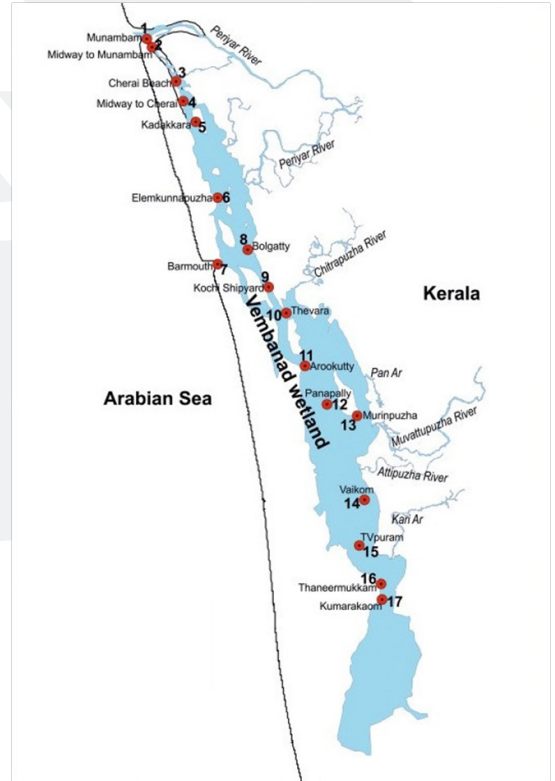 1
Munambam
2
Midway to Munambam
Periyar River
3
Cherai Beach
Midway to Cherai
4
Kadakkara
5
Periyar River
Elemkunnapuzha
6
8
Bolgatty
Chitrapuzha River
Barmouth
7
9
Kochi Shipyard
Kerala
10
Thevara
Vembanad wetland
11
Arookutty
Pan Ar
Arabian Sea
Panapally
12
Murinpuzha
13
Muvattupuzha River
Attipuzha River
Vaikom
14
Kari Ar
TVpuram
15
16
Thaneermukkam
Kumarakaom
17